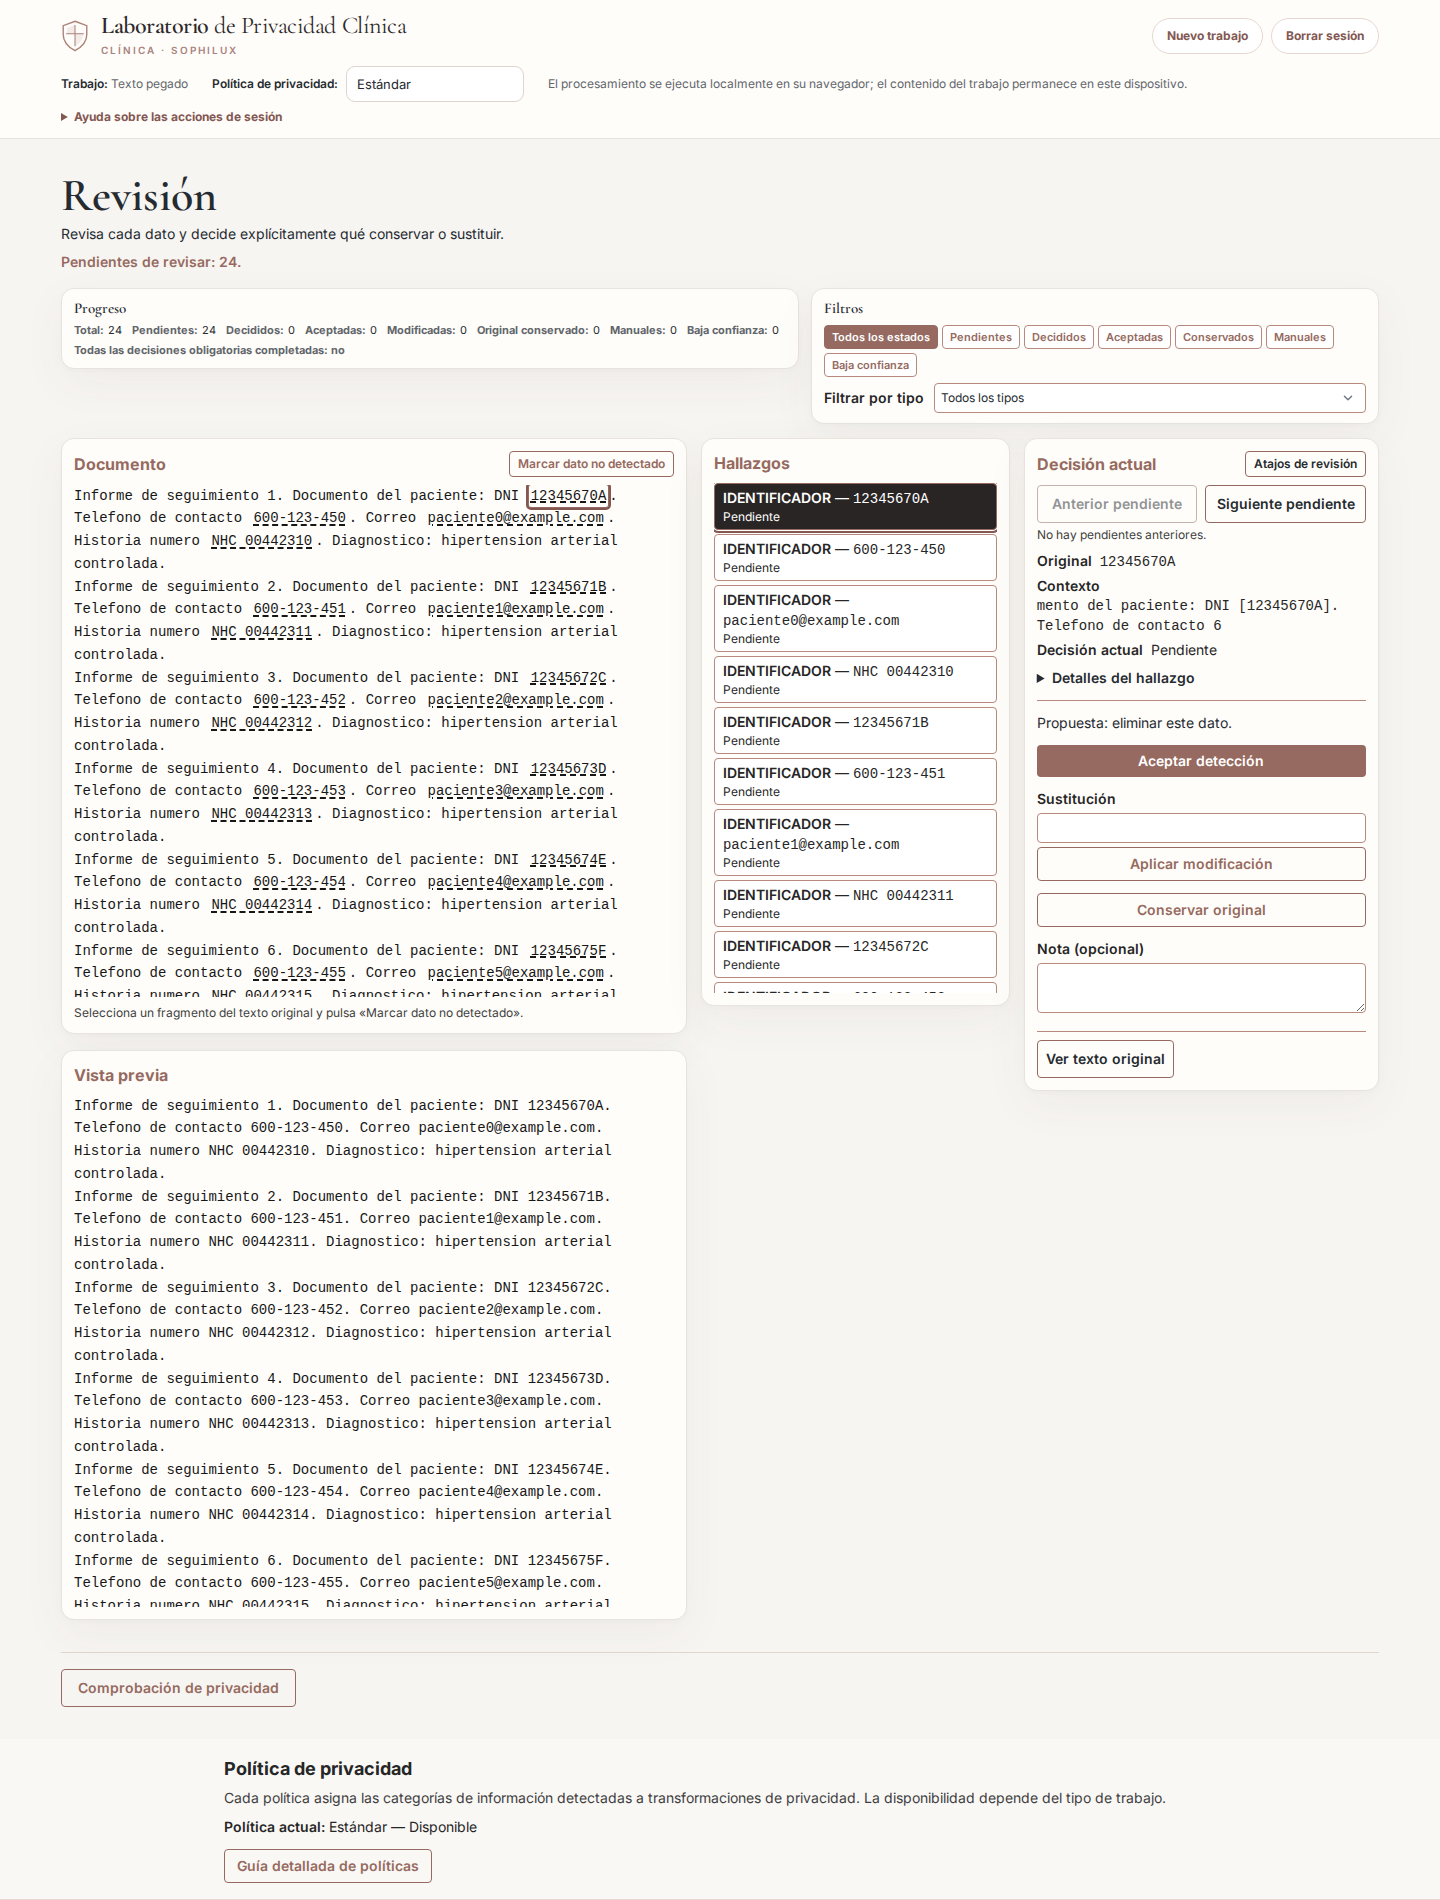 Laboratorio de Privacidad Clínica
CLÍNICA · SOPHILUX
Nuevo trabajo
Borrar sesión
Trabajo: Texto pegado
Política de privacidad: Estándar
El procesamiento se ejecuta localmente en su navegador; el contenido del trabajo permanece en este dispositivo.
Ayuda sobre las acciones de sesión
Revisión
Revisa cada dato y decide explícitamente qué conservar o sustituir.
Pendientes de revisar: 24.
Progreso
Total: 24 Pendientes: 24 Decididos: 0 Aceptadas: 0 Modificadas: 0 Original conservado: 0 Manuales: 0 Baja confianza: 0
Todas las decisiones obligatorias completadas: no
Filtros
Todos los estados Pendientes Decididos Aceptadas Conservados Manuales
Baja confianza
Filtrar por tipo Todos los tipos
Documento
Marcar dato no detectado
Informe de seguimiento 1. Documento del paciente: DNI 12345670A.
Telefono de contacto 600-123-450. Correo paciente0@example.com.
Historia numero NHC 00442310. Diagnostico: hipertension arterial
controlada.
Informe de seguimiento 2. Documento del paciente: DNI 12345671B.
Telefono de contacto 600-123-451. Correo paciente1@example.com.
Historia numero NHC 00442311. Diagnostico: hipertension arterial
controlada.
Informe de seguimiento 3. Documento del paciente: DNI 12345672C.
Telefono de contacto 600-123-452. Correo paciente2@example.com.
Historia numero NHC 00442312. Diagnostico: hipertension arterial
controlada.
Informe de seguimiento 4. Documento del paciente: DNI 12345673D.
Telefono de contacto 600-123-453. Correo paciente3@example.com.
Historia numero NHC 00442313. Diagnostico: hipertension arterial
controlada.
Informe de seguimiento 5. Documento del paciente: DNI 12345674E.
Telefono de contacto 600-123-454. Correo paciente4@example.com.
Historia numero NHC 00442314. Diagnostico: hipertension arterial
controlada.
Informe de seguimiento 6. Documento del paciente: DNI 12345675F.
Telefono de contacto 600-123-455. Correo paciente5@example.com.
Historia numero NHC 00442315. Diagnostico: hipertension arterial
Selecciona un fragmento del texto original y pulsa «Marcar dato no detectado».
Hallazgos
IDENTIFICADOR — 12345670A
Pendiente
IDENTIFICADOR — 600-123-450
Pendiente
IDENTIFICADOR —
paciente0@example.com
Pendiente
IDENTIFICADOR — NHC 00442310
Pendiente
IDENTIFICADOR — 12345671B
Pendiente
IDENTIFICADOR — 600-123-451
Pendiente
IDENTIFICADOR —
paciente1@example.com
Pendiente
IDENTIFICADOR — NHC 00442311
Pendiente
IDENTIFICADOR — 12345672C
Pendiente
Decisión actual
Atajos de revisión
Anterior pendiente
Siguiente pendiente
No hay pendientes anteriores.
Original 12345670A
Contexto
mento del paciente: DNI [12345670A].
Telefono de contacto 6
Decisión actual Pendiente
Detalles del hallazgo
Propuesta: eliminar este dato.
Aceptar detección
Sustitución
Aplicar modificación
Conservar original
Nota (opcional)
Ver texto original
Vista previa
Informe de seguimiento 1. Documento del paciente: DNI 12345670A.
Telefono de contacto 600-123-450. Correo paciente0@example.com.
Historia numero NHC 00442310. Diagnostico: hipertension arterial
controlada.
Informe de seguimiento 2. Documento del paciente: DNI 12345671B.
Telefono de contacto 600-123-451. Correo paciente1@example.com.
Historia numero NHC 00442311. Diagnostico: hipertension arterial
controlada.
Informe de seguimiento 3. Documento del paciente: DNI 12345672C.
Telefono de contacto 600-123-452. Correo paciente2@example.com.
Historia numero NHC 00442312. Diagnostico: hipertension arterial
controlada.
Informe de seguimiento 4. Documento del paciente: DNI 12345673D.
Telefono de contacto 600-123-453. Correo paciente3@example.com.
Historia numero NHC 00442313. Diagnostico: hipertension arterial
controlada.
Informe de seguimiento 5. Documento del paciente: DNI 12345674E.
Telefono de contacto 600-123-454. Correo paciente4@example.com.
Historia numero NHC 00442314. Diagnostico: hipertension arterial
controlada.
Informe de seguimiento 6. Documento del paciente: DNI 12345675F.
Telefono de contacto 600-123-455. Correo paciente5@example.com.
Historia numero NHC 00442315. Diagnostico: hipertension arterial
Comprobación de privacidad
Política de privacidad
Cada política asigna las categorías de información detectadas a transformaciones de privacidad. La disponibilidad depende del tipo de trabajo.
Política actual: Estándar — Disponible
Guía detallada de políticas